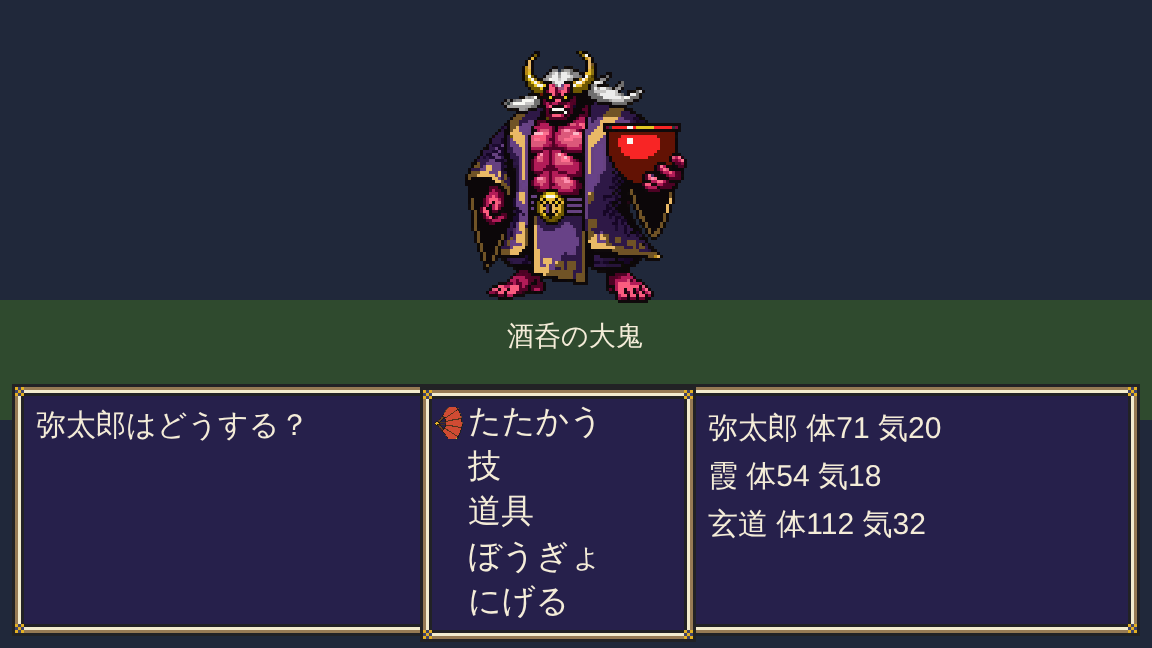 酒呑の大鬼
弥太郎はどうする？
たたかう
技
道具
ぼうぎょ
にげる
弥太郎 体71 気20
霞 体54 気18
玄道 体112 気32